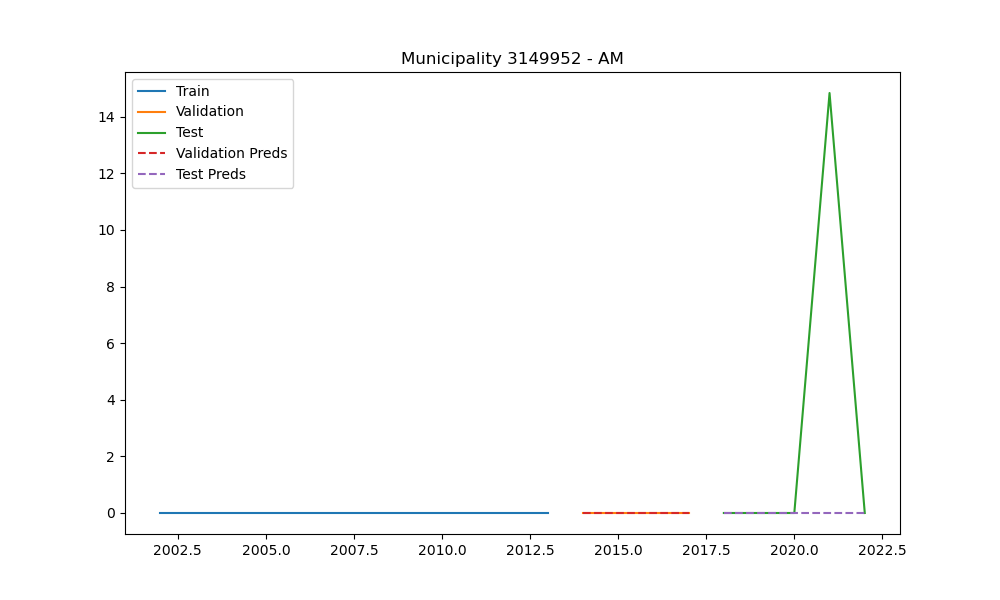 Municipality 3149952 - AM
Train
Validation
Test
Validation Preds
Test Preds
14
12
10
8
6
4
2
0
2002.5 2005.0 2007.5 2010.0 2012.5 2015.0 2017.5 2020.0 2022.5